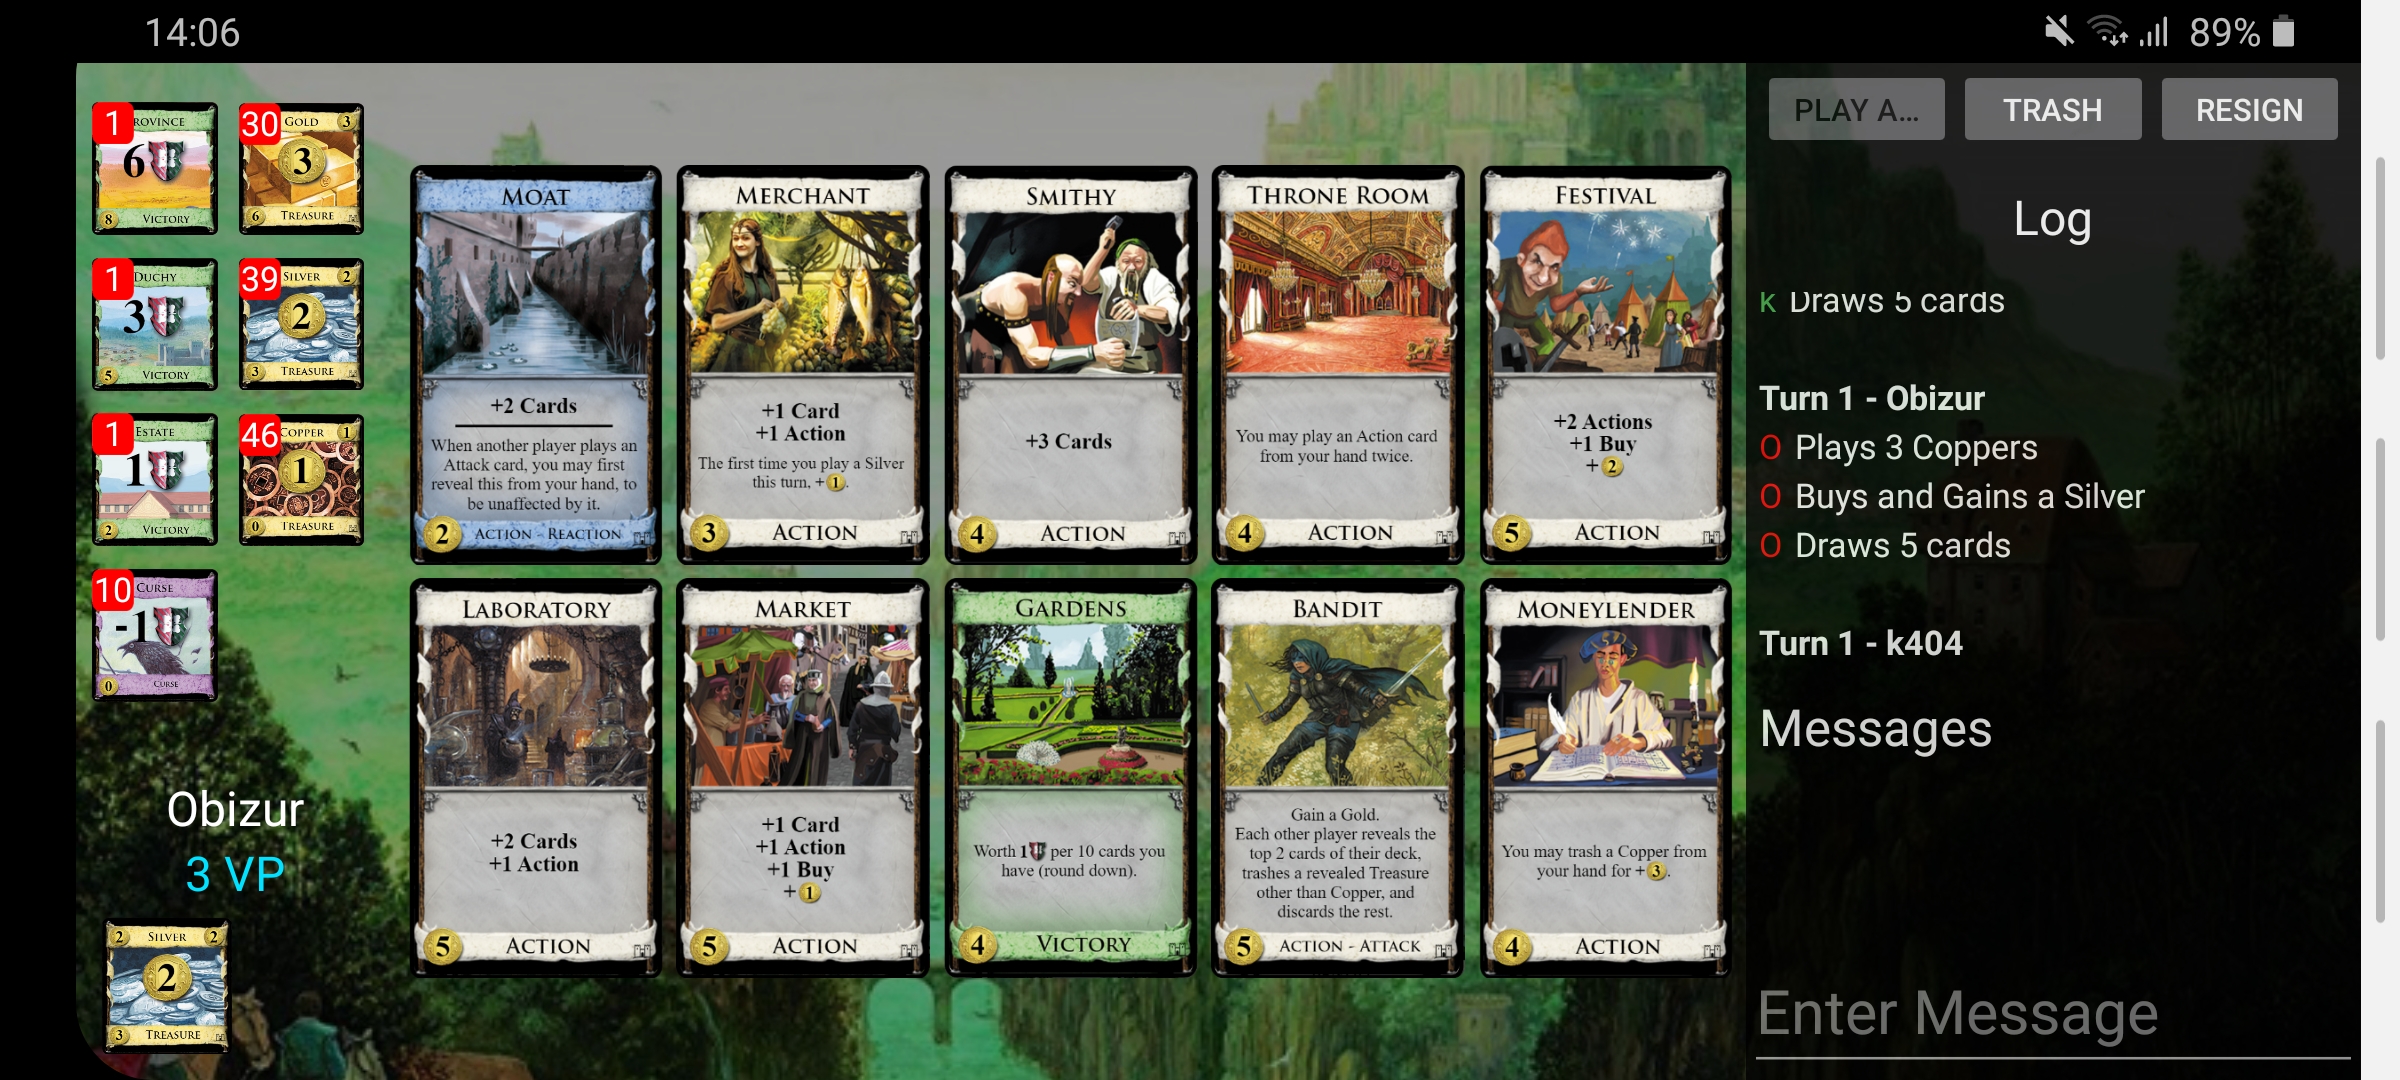 14:06
89%
1
ROVINCE
6
8
VICTORY
30
GOLD
3
3
6
TREASURE
1
DUCHY
3
5
VICTORY
39
SILVER
2
2
3
TREASURE
1
ESTATE
1
2
VICTORY
46
COPPER
1
1
0
TREASURE
10
CURSE
-1
0
CURSE
Obizur
3 VP
2
SILVER
2
2
3
TREASURE
MOAT
+2 Cards
When another player plays an
Attack card, you may first
reveal this from your hand, to
be unaffected by it.
2
ACTION - REACTION
MERCHANT
+1 Card
+1 Action
The first time you play a Silver
this turn, +1.
3
ACTION
SMITHY
+3 Cards
4
ACTION
THRONE ROOM
You may play an Action card
from your hand twice.
4
ACTION
FESTIVAL
+2 Actions
+1 Buy
+2
5
ACTION
LABORATORY
+2 Cards
+1 Action
5
ACTION
MARKET
+1 Card
+1 Action
+1 Buy
+1
5
ACTION
GARDENS
Worth 1 per 10 cards you
have (round down).
4
VICTORY
BANDIT
Gain a Gold.
Each other player reveals the
top 2 cards of their deck,
trashes a revealed Treasure
other than Copper, and
discards the rest.
5
ACTION - ATTACK
MONEYLENDER
You may trash a Copper from
your hand for +3.
4
ACTION
PLAY A...
TRASH
RESIGN
Log
K Draws 5 cards
Turn 1 - Obizur
O Plays 3 Coppers
O Buys and Gains a Silver
O Draws 5 cards
Turn 1 - k404
Messages
Enter Message